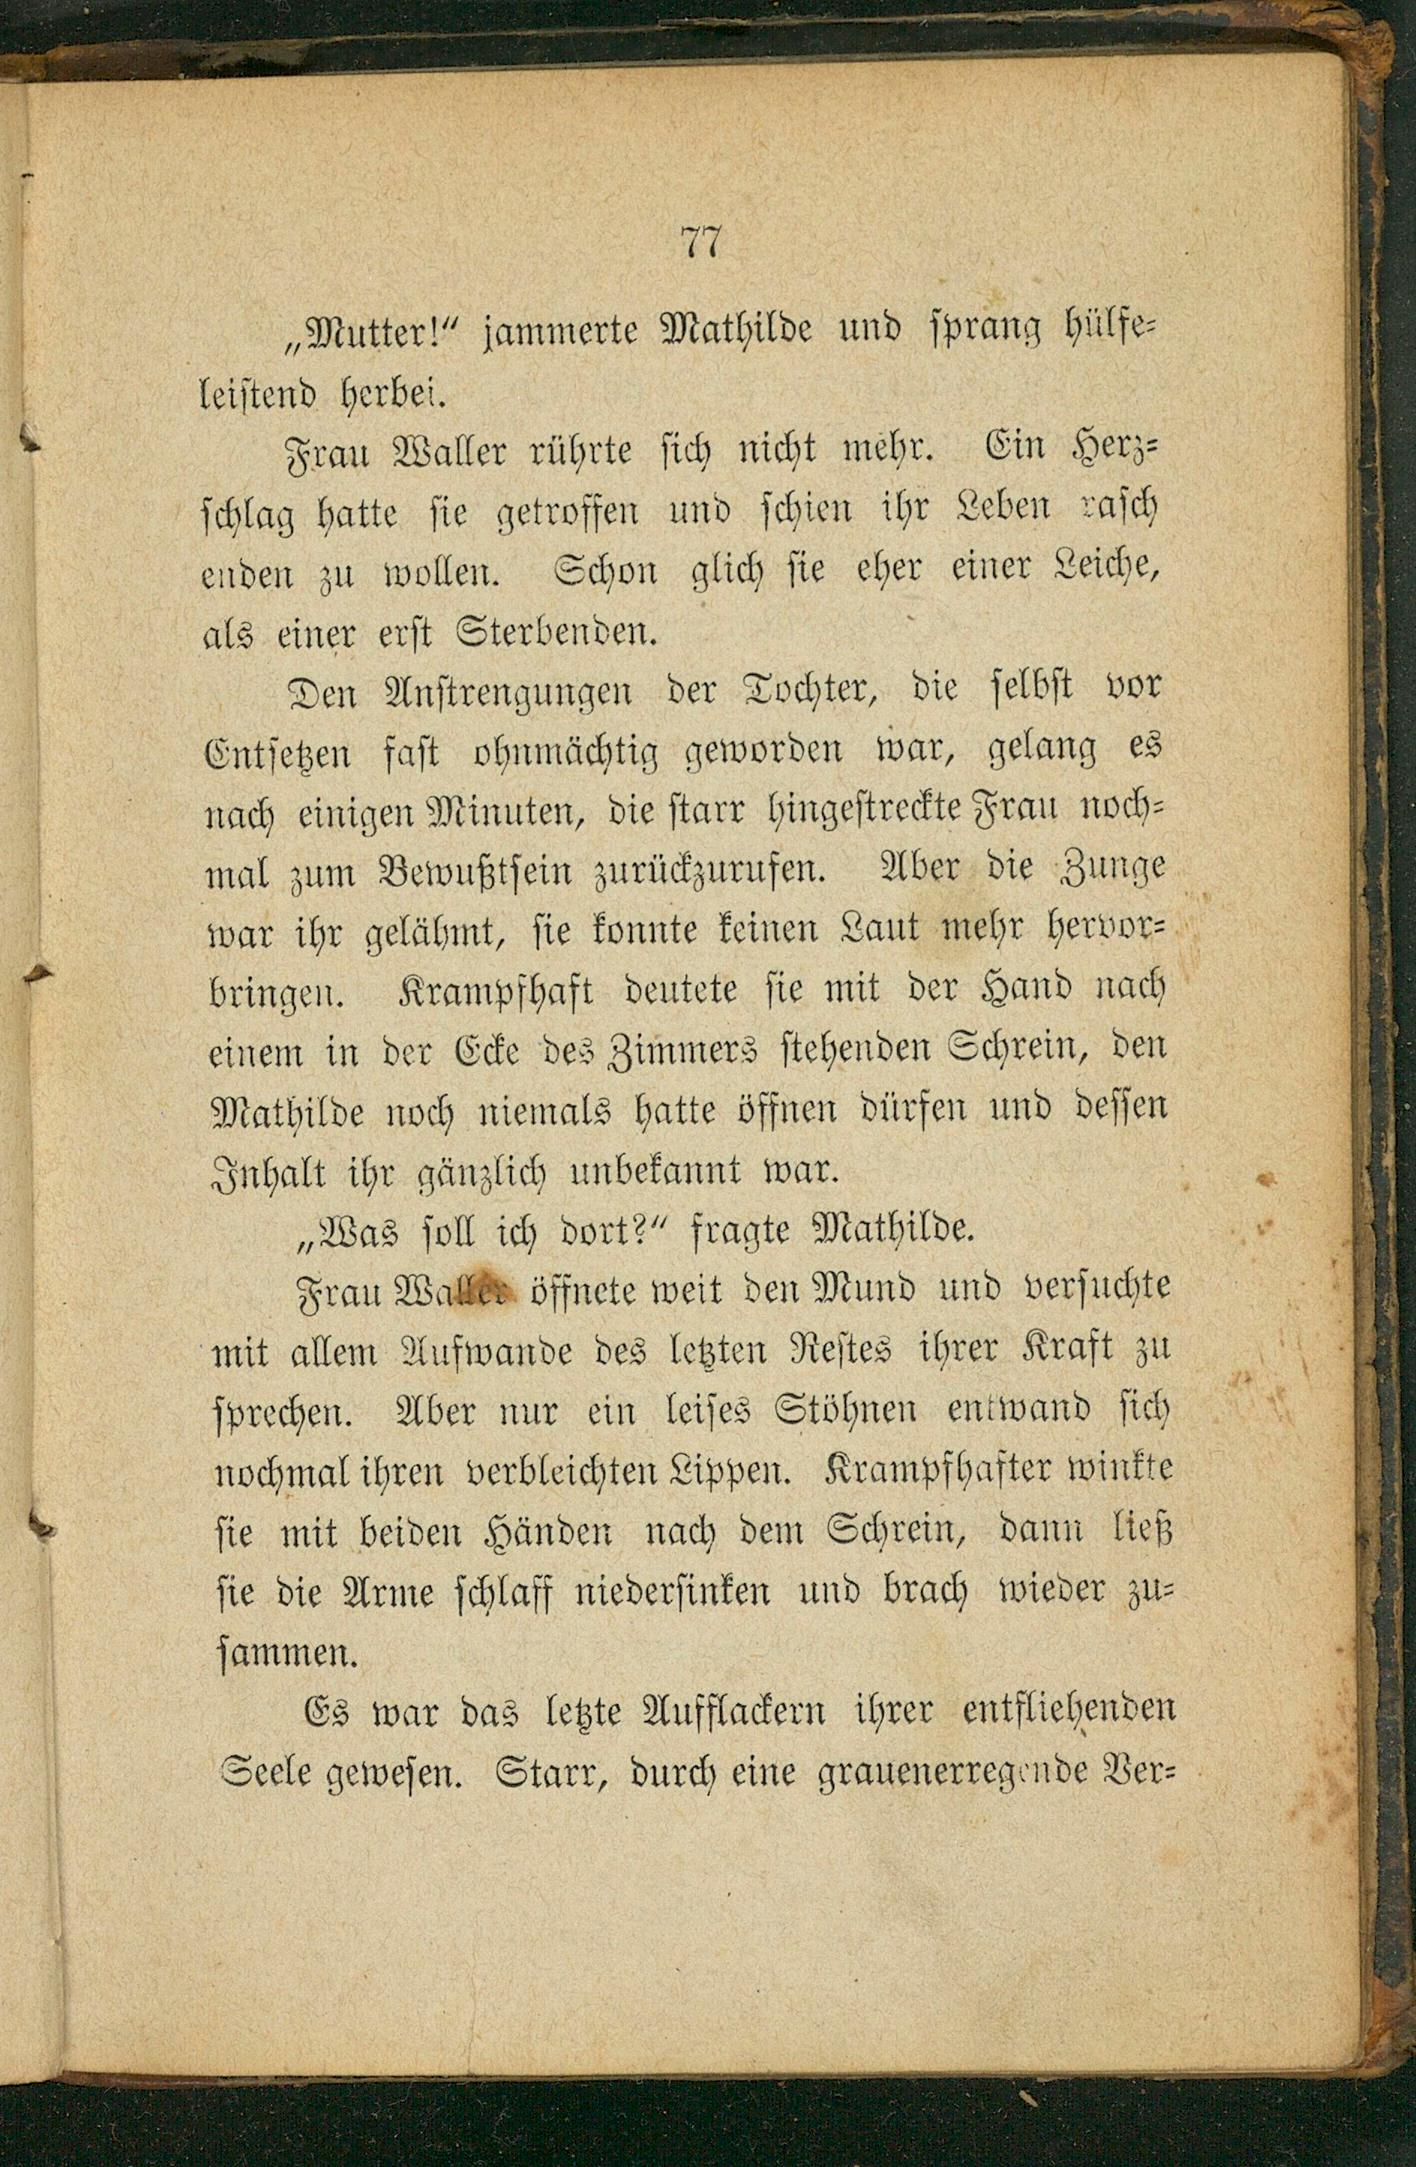 77
„Mutter!“ jammerte Mathilde und sprang hülfe-
leistend herbei.
Frau Waller rührte sich nicht mehr. Ein Herz-
schlag hatte sie getroffen und schien ihr Leben rasch
enden zu wollen. Schon glich sie eher einer Leiche,
als einer erst Sterbenden.
Den Anstrengungen der Tochter, die selbst vor
Entsetzen fast ohnmächtig geworden war, gelang es
nach einigen Minuten, die starr hingestreckte Frau noch-
mal zum Bewußtsein zurückzurufen. Aber die Zunge
war ihr gelähmt, sie konnte keinen Laut mehr hervor-
bringen. Krampfhaft deutete sie mit der Hand nach
einem in der Ecke des Zimmers stehenden Schrein, den
Mathilde noch niemals hatte öffnen dürfen und dessen
Inhalt ihr gänzlich unbekannt war.
„Was soll ich dort?“ fragte Mathilde.
Frau Waller öffnete weit den Mund und versuchte
mit allem Aufwande des letzten Restes ihrer Kraft zu
sprechen. Aber nur ein leises Stöhnen entwand sich
nochmal ihren verbleichten Lippen. Krampfhafter winkte
sie mit beiden Händen nach dem Schrein, dann ließ
sie die Arme schlaff niedersinken und brach wieder zu-
sammen.
Es war das letzte Aufflackern ihrer entfliehenden
Seele gewesen. Starr, durch eine grauenerregende Ver-